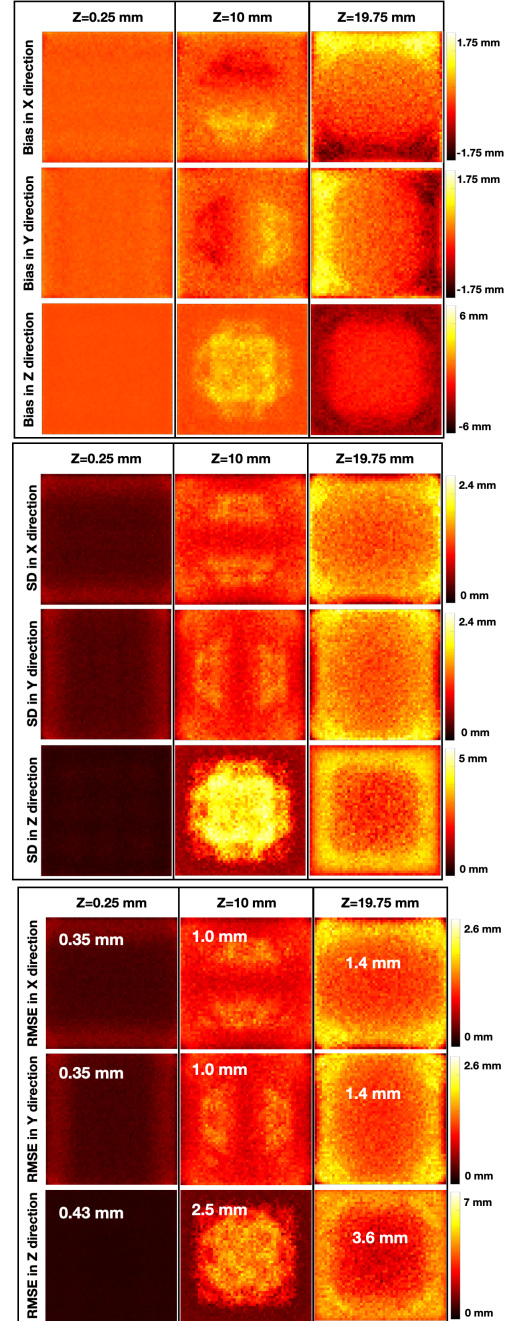 Z=0.25 mm Z=10 mm Z=19.75 mm
Bias in X direction
1.75 mm
-1.75 mm
Bias in Y direction
1.75 mm
-1.75 mm
Bias in Z direction
6 mm
-6 mm
Z=0.25 mm Z=10 mm Z=19.75 mm
SD in X direction
2.4 mm
0 mm
SD in Y direction
2.4 mm
0 mm
SD in Z direction
5 mm
0 mm
Z=0.25 mm Z=10 mm Z=19.75 mm
RMSE in X direction
0.35 mm 1.0 mm 1.4 mm
2.6 mm
0 mm
RMSE in Y direction
0.35 mm 1.0 mm 1.4 mm
2.6 mm
0 mm
RMSE in Z direction
0.43 mm 2.5 mm 3.6 mm
7 mm
0 mm